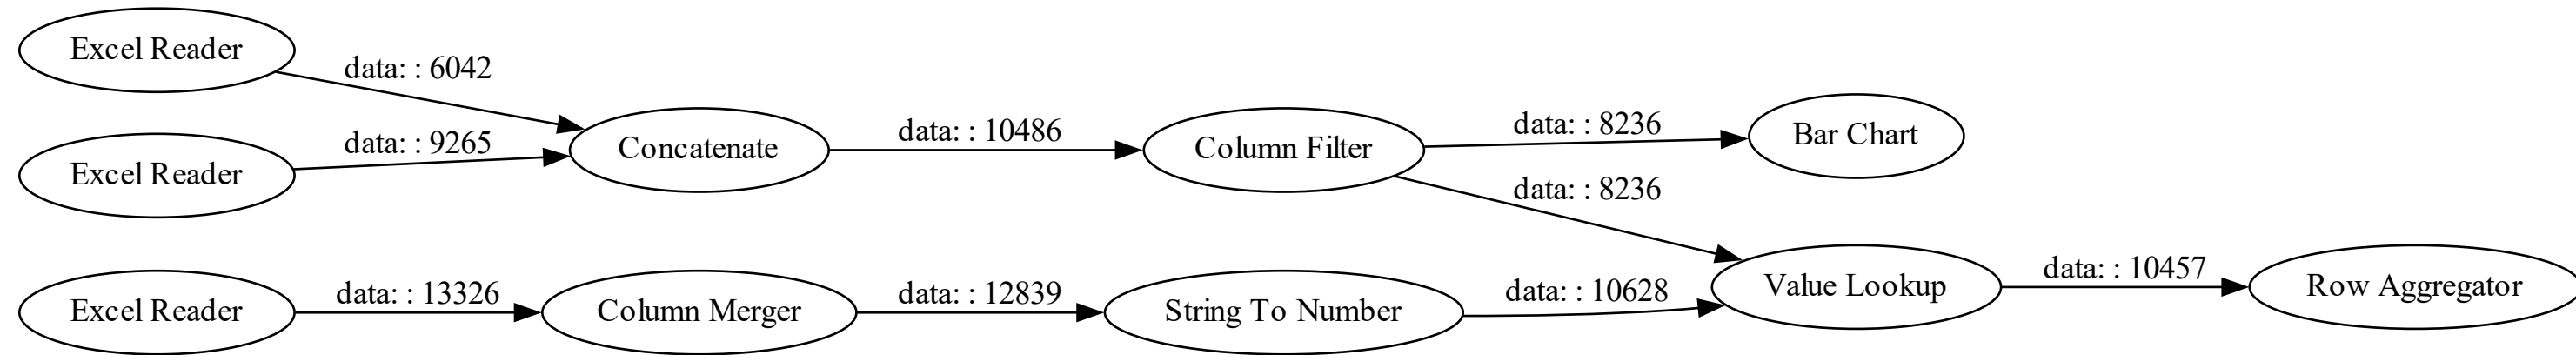 Excel Reader
data: : 6042
Excel Reader
data: : 9265
Concatenate
data: : 10486
Column Filter
data: : 8236
Bar Chart
data: : 8236
Excel Reader
data: : 13326
Column Merger
data: : 12839
String To Number
data: : 10628
Value Lookup
data: : 10457
Row Aggregator